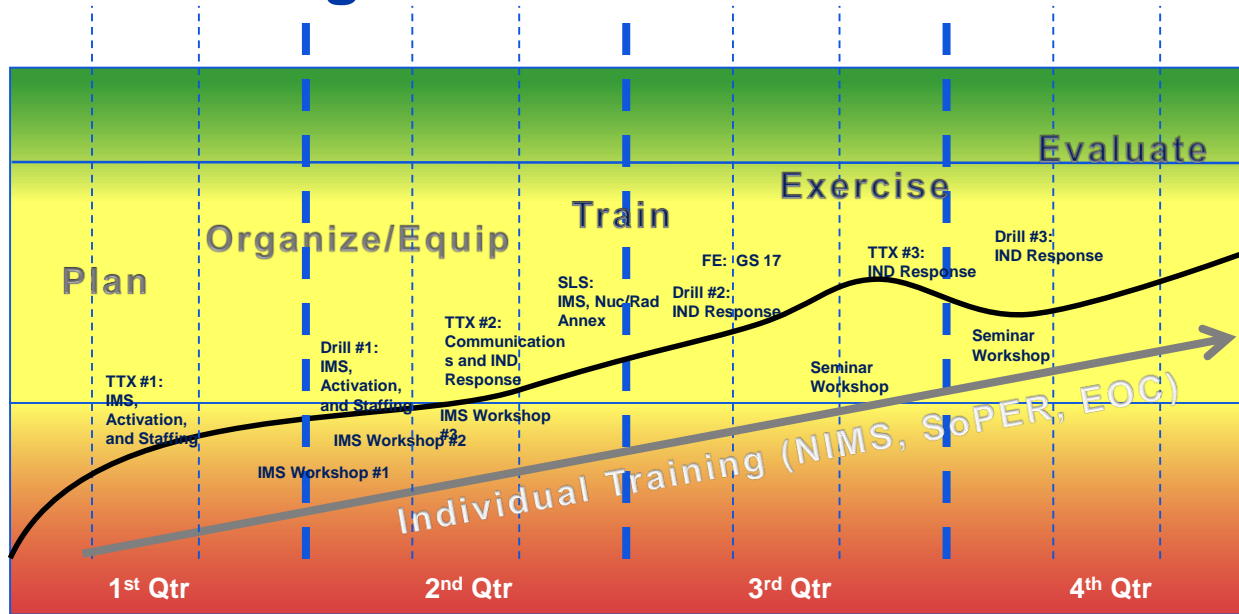 Evaluate
Exercise
Train
Organize/Equip
Plan
Drill #3:
IND Response
TTX #3:
IND Response
FE: GS 17
SLS:
IMS, Nuc/Rad
Annex
Drill #2:
IND Response
TTX #2:
Communication
s and IND
Response
Drill #1:
IMS,
Activation,
and Staffing
TTX #1:
IMS,
Activation,
and Staffing
Seminar
Workshop
Seminar
Workshop
IMS Workshop
#3
IMS Workshop #2
IMS Workshop #1
Individual Training (NIMS, SoPER, EOC)
1st Qtr
2nd Qtr
3rd Qtr
4th Qtr